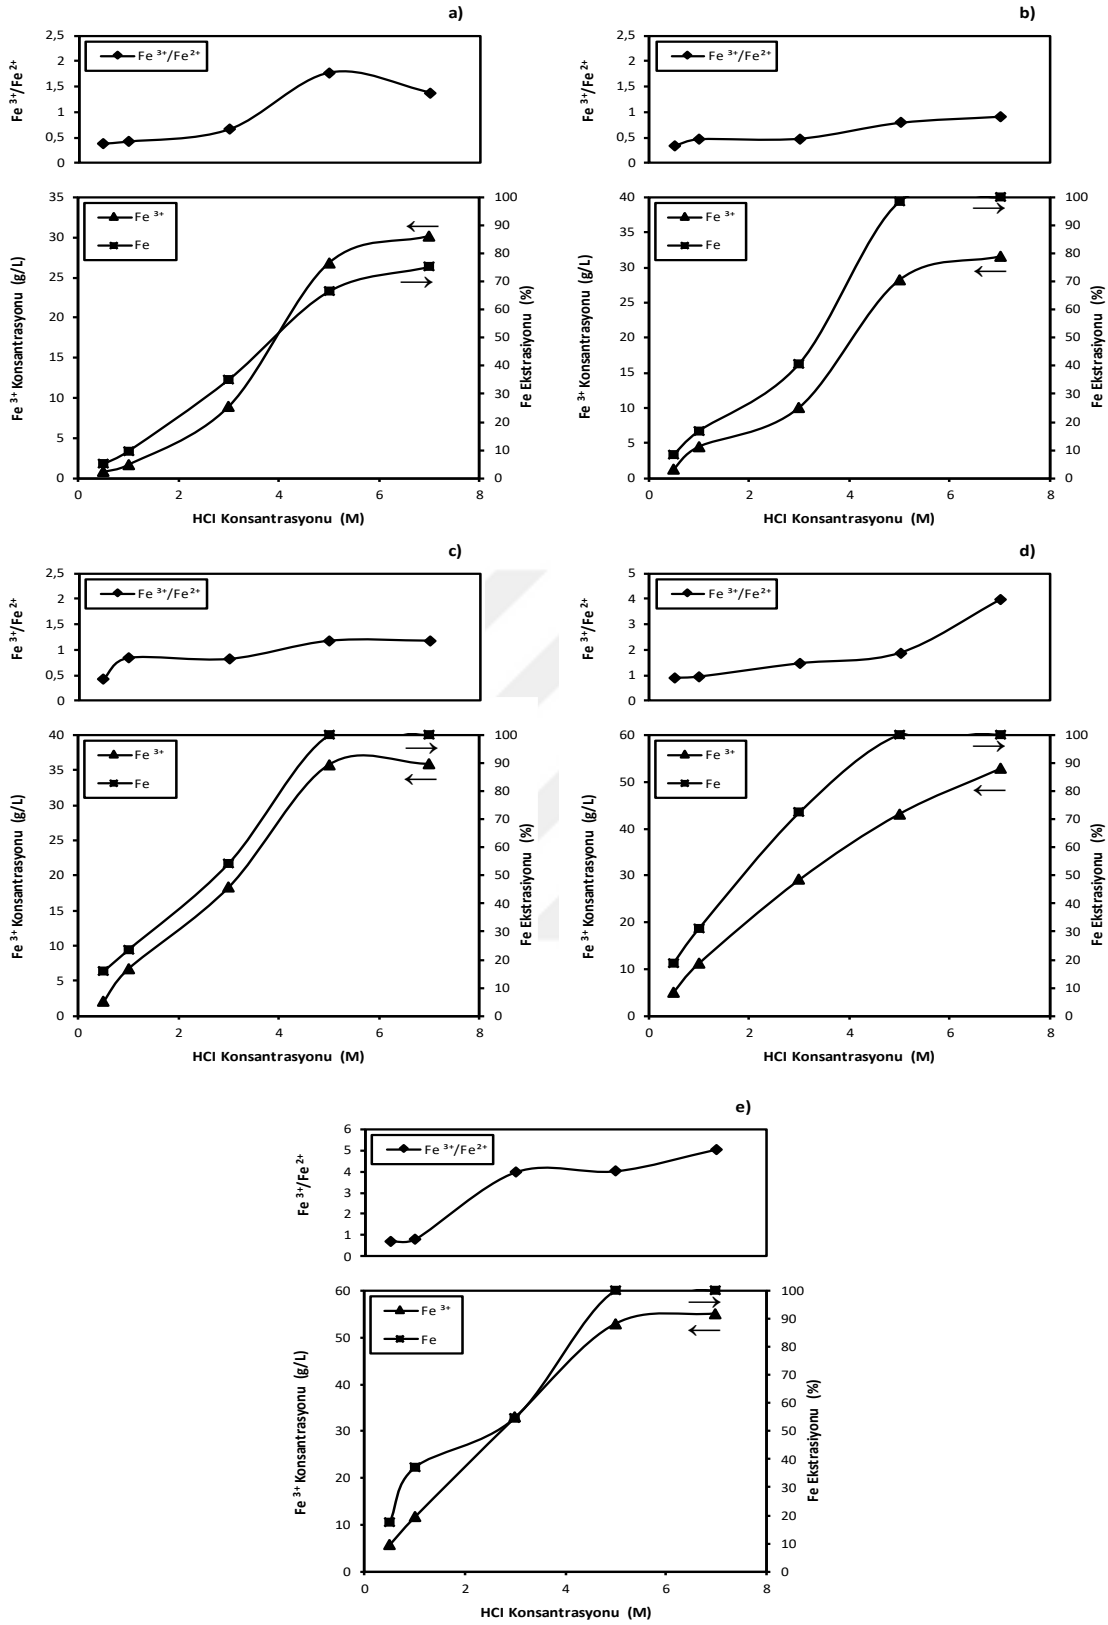 a)
Fe ³⁺/Fe ²⁺
2,5
2
1,5
1
0,5
0
Fe ³⁺/Fe²⁺
Fe ³⁺ Konsantrasyonu (g/L)
35
30
25
20
15
10
5
0
Fe ³⁺
Fe
100
90
80
70
60
50
40
30
20
10
0
Fe Ekstrasiyonu (%)
0 2 4 6 8
HCI Konsantrasyonu (M)
b)
Fe ³⁺/Fe ²⁺
2,5
2
1,5
1
0,5
0
Fe ³⁺/Fe²⁺
Fe ³⁺ Konsantrasyonu (g/L)
40
35
30
25
20
15
10
5
0
Fe ³⁺
Fe
100
90
80
70
60
50
40
30
20
10
0
Fe Ekstrasiyonu (%)
0 2 4 6 8
HCI Konsantrasyonu (M)
c)
Fe ³⁺/Fe ²⁺
2,5
2
1,5
1
0,5
0
Fe ³⁺/Fe²⁺
Fe ³⁺ Konsantrasyonu (g/L)
40
35
30
25
20
15
10
5
0
Fe ³⁺
Fe
100
90
80
70
60
50
40
30
20
10
0
Fe Ekstrasiyonu (%)
0 2 4 6 8
HCI Konsantrasyonu (M)
d)
Fe ³⁺/Fe ²⁺
5
4
3
2
1
0
Fe ³⁺/Fe²⁺
Fe ³⁺ Konsantrasyonu (g/L)
60
50
40
30
20
10
0
Fe ³⁺
Fe
100
90
80
70
60
50
40
30
20
10
0
Fe Ekstrasiyonu (%)
0 2 4 6 8
HCI Konsantrasyonu (M)
e)
Fe ³⁺/Fe ²⁺
6
5
4
3
2
1
0
Fe ³⁺/Fe²⁺
Fe ³⁺ Konsantrasyonu (g/L)
60
50
40
30
20
10
0
Fe ³⁺
Fe
100
90
80
70
60
50
40
30
20
10
0
Fe Ekstrasiyonu (%)
0 2 4 6 8
HCI Konsantrasyonu (M)